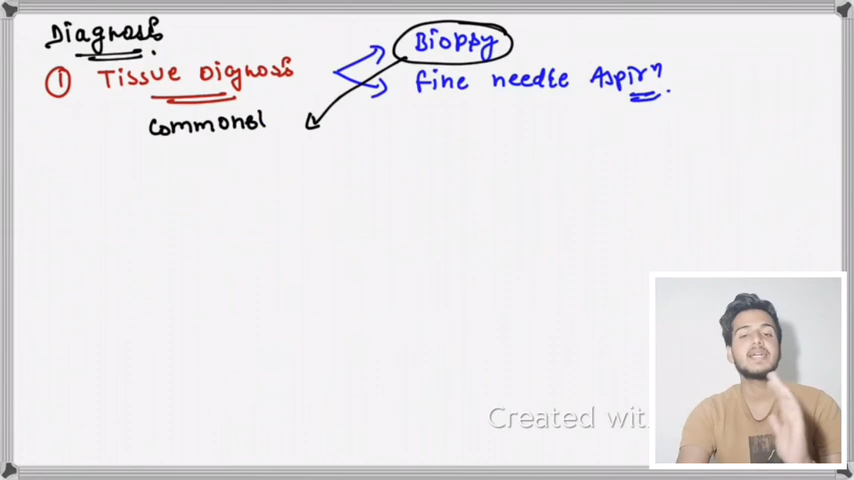 Diagnosis
① Tissue Diagnosis
Biopsy
fine needle Aspirⁿ
Commonest
Created wit